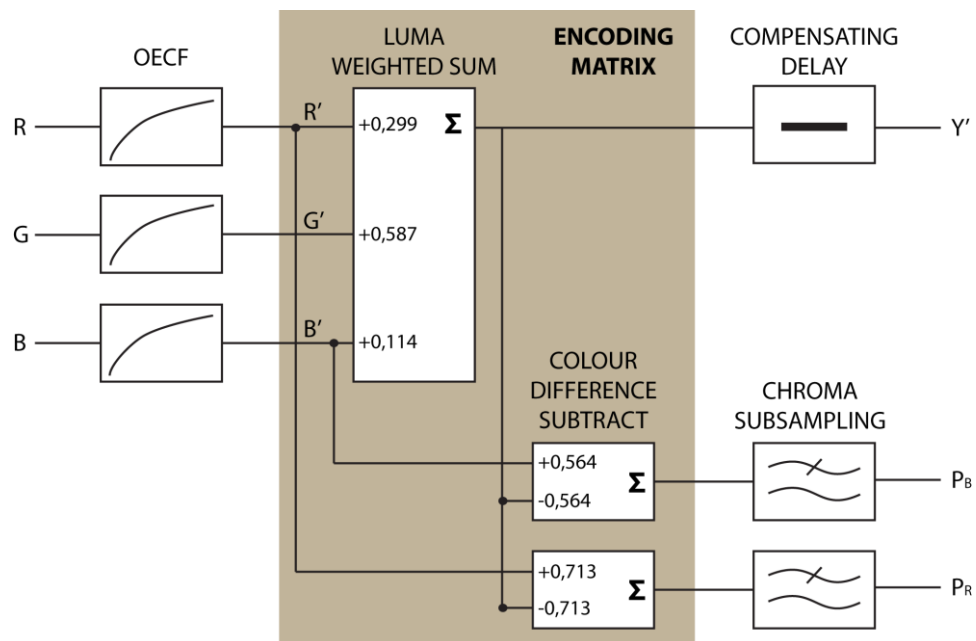 OECF
LUMA
WEIGHTED SUM
ENCODING
MATRIX
COMPENSATING
DELAY
R
R’
+0,299
Σ
Y’
G
G’
+0,587
B
B’
+0,114
COLOUR
DIFFERENCE
SUBTRACT
CHROMA
SUBSAMPLING
+0,564
-0,564
Σ
PB
+0,713
-0,713
Σ
PR